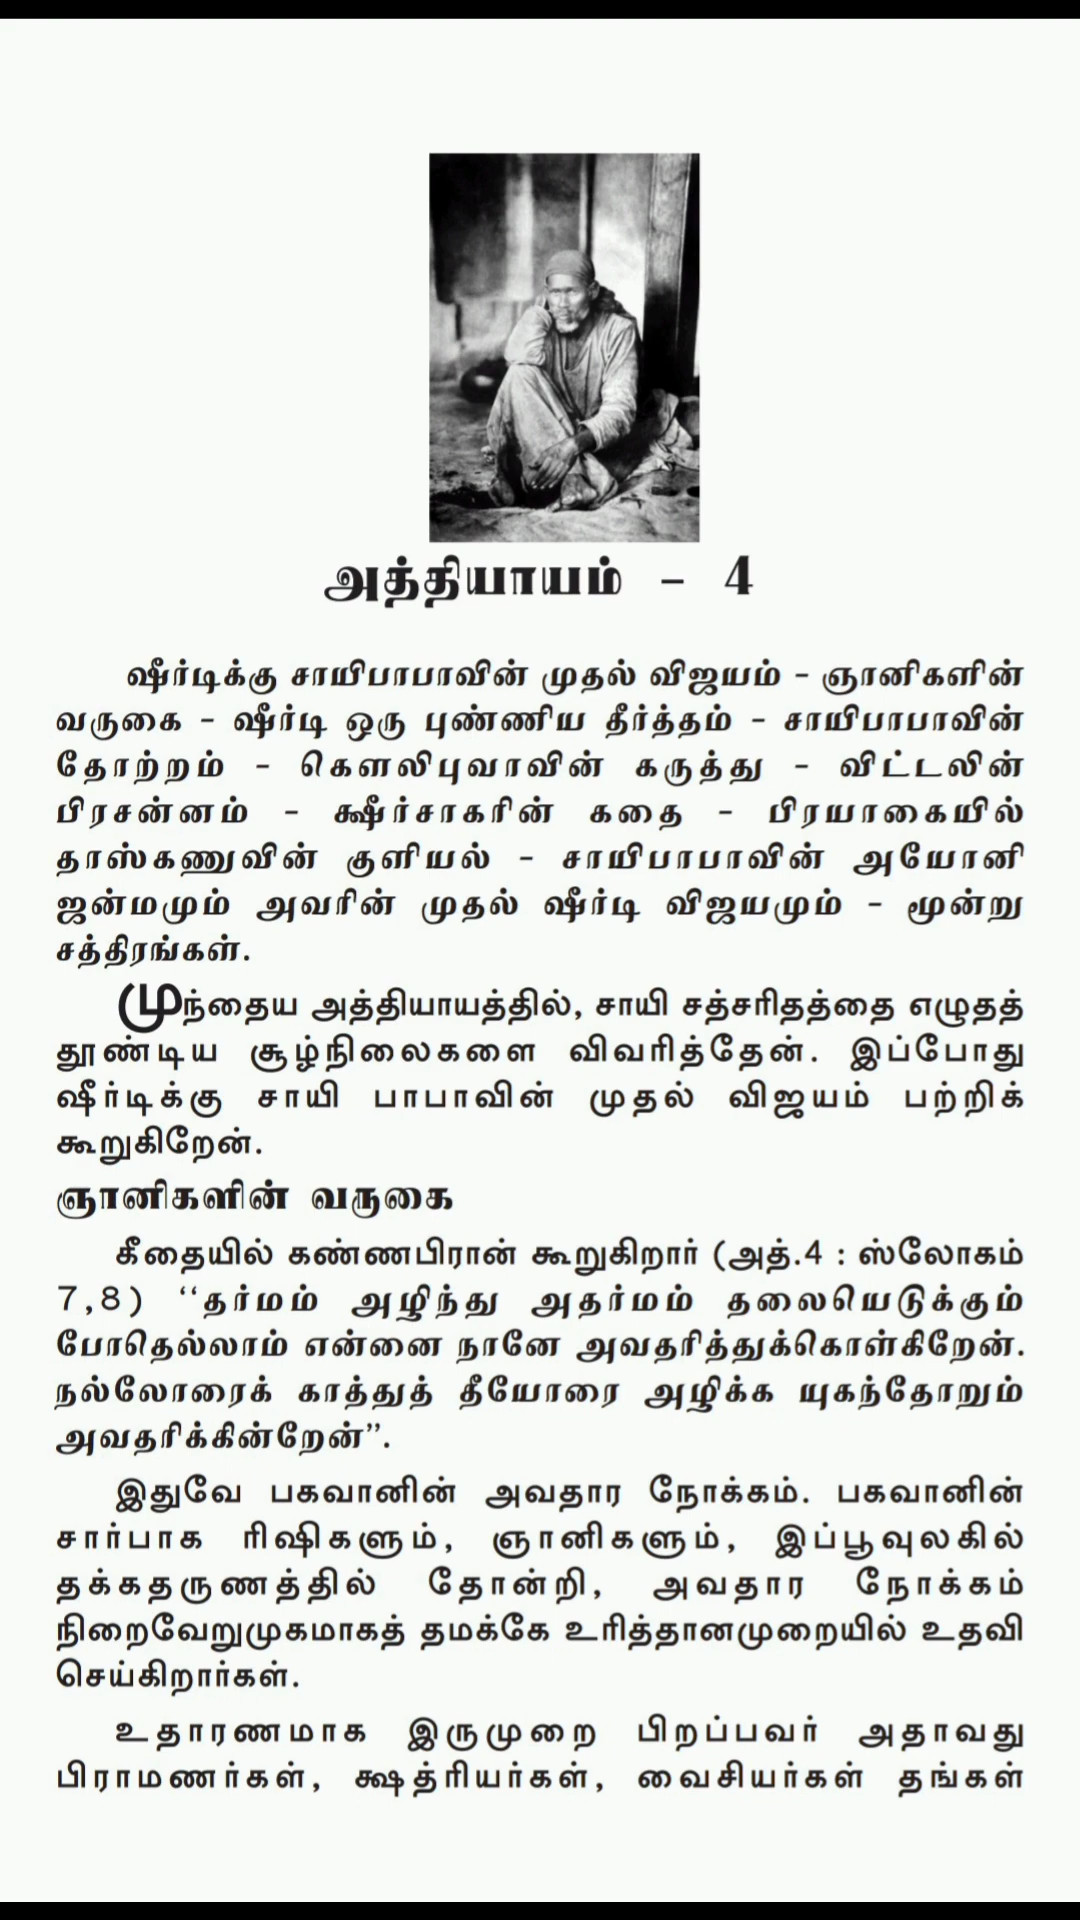 அத்தியாயம் - 4
ஷீர்டிக்கு சாயிபாபாவின் முதல் விஜயம் - ஞானிகளின்
வருகை - ஷீர்டி ஒரு புண்ணிய தீர்த்தம் - சாயிபாபாவின்
தோற்றம் - கௌலிபுவாவின் கருத்து - விட்டலின்
பிரசன்னம் - க்ஷீர்சாகரின் கதை - பிரயாகையில்
தாஸ்கணுவின் குளியல் - சாயிபாபாவின் அயோனி
ஜன்மமும் அவரின் முதல் ஷீர்டி விஜயமும் - மூன்று
சத்திரங்கள்.
முந்தைய அத்தியாயத்தில், சாயி சத்சரிதத்தை எழுதத்
தூண்டிய சூழ்நிலைகளை விவரித்தேன். இப்போது
ஷீர்டிக்கு சாயி பாபாவின் முதல் விஜயம் பற்றிக்
கூறுகிறேன்.
ஞானிகளின் வருகை
கீதையில் கண்ணபிரான் கூறுகிறார் (அத்.4 : ஸ்லோகம்
7,8) ‘‘தர்மம் அழிந்து அதர்மம் தலையெடுக்கும்
போதெல்லாம் என்னை நானே அவதரித்துக்கொள்கிறேன்.
நல்லோரைக் காத்துத் தீயோரை அழிக்க யுகந்தோறும்
அவதரிக்கின்றேன்’’.
இதுவே பகவானின் அவதார நோக்கம். பகவானின்
சார்பாக ரிஷிகளும், ஞானிகளும், இப்பூவுலகில்
தக்கதருணத்தில் தோன்றி, அவதார நோக்கம்
நிறைவேறுமுகமாகத் தமக்கே உரித்தானமுறையில் உதவி
செய்கிறார்கள்.
உதாரணமாக இருமுறை பிறப்பவர் அதாவது
பிராமணர்கள், க்ஷத்ரியர்கள், வைசியர்கள் தங்கள்